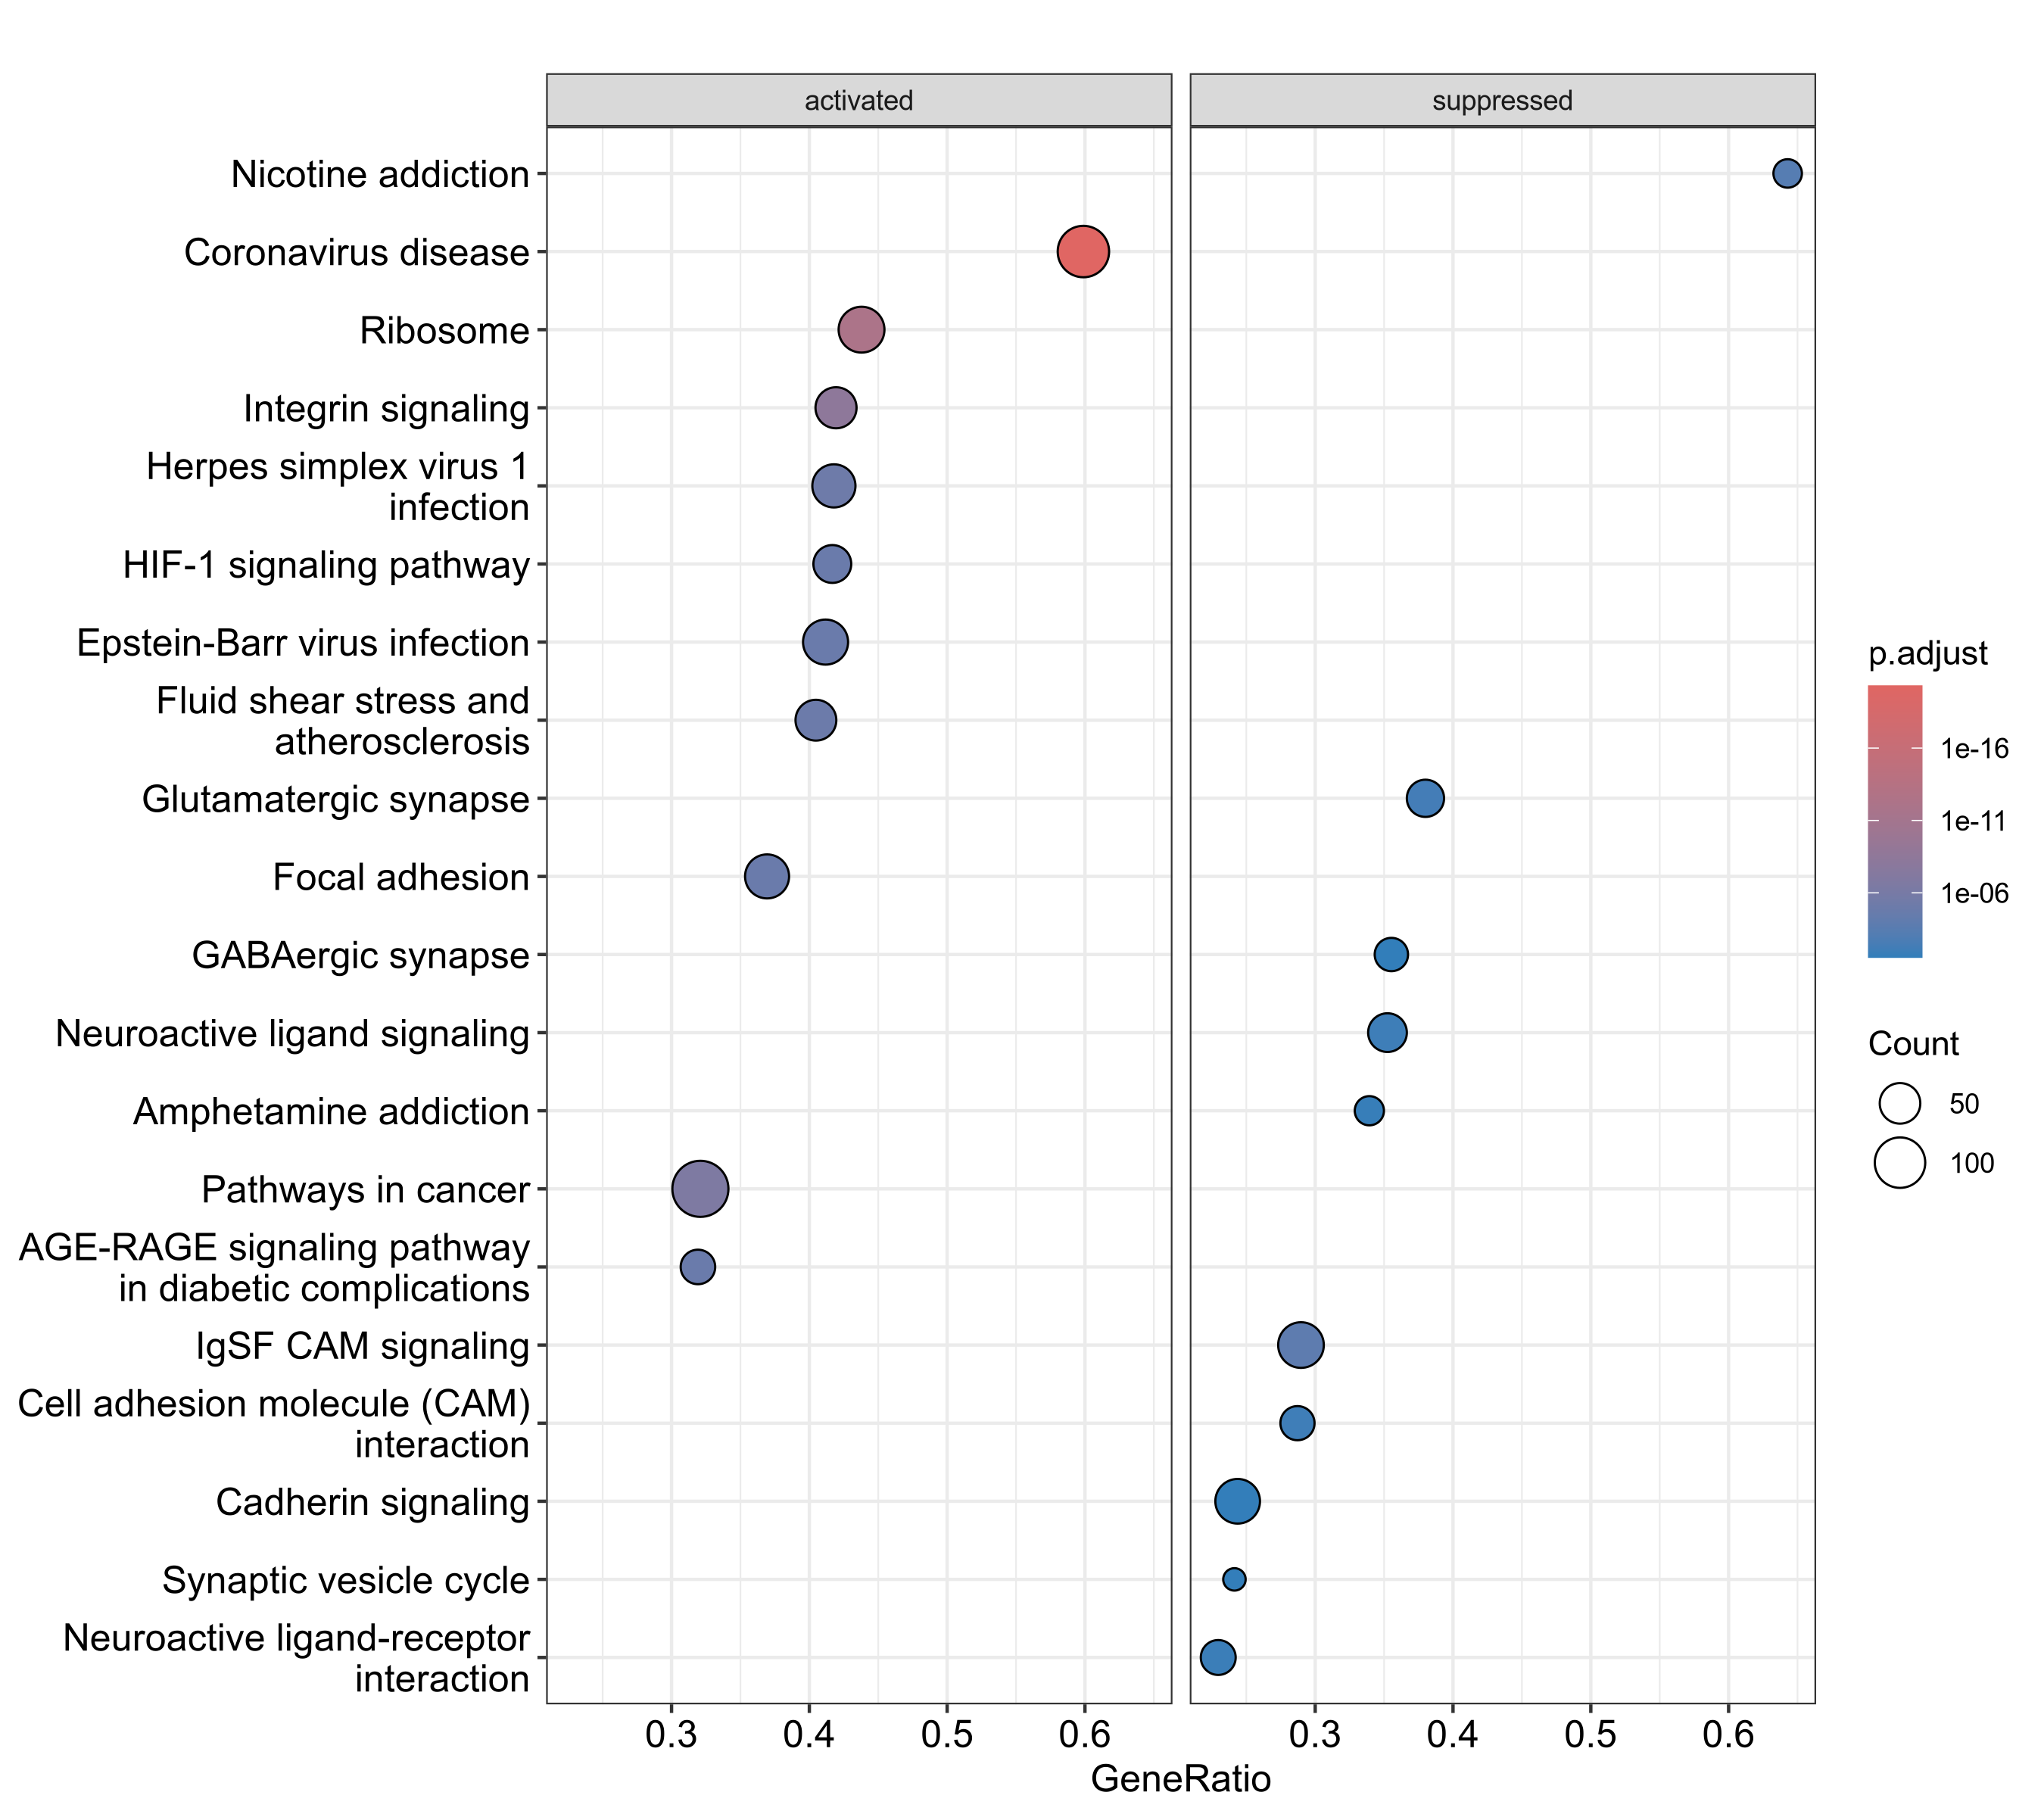 activated
suppressed
Nicotine addiction
Coronavirus disease
Ribosome
Integrin signaling
Herpes simplex virus 1
infection
HIF-1 signaling pathway
Epstein-Barr virus infection
Fluid shear stress and
atherosclerosis
Glutamatergic synapse
Focal adhesion
GABAergic synapse
Neuroactive ligand signaling
Amphetamine addiction
Pathways in cancer
AGE-RAGE signaling pathway
in diabetic complications
IgSF CAM signaling
Cell adhesion molecule (CAM)
interaction
Cadherin signaling
Synaptic vesicle cycle
Neuroactive ligand-receptor
interaction
0.3 0.4 0.5 0.6
0.3 0.4 0.5 0.6
GeneRatio
p.adjust
1e-16
1e-11
1e-06
Count
50
100